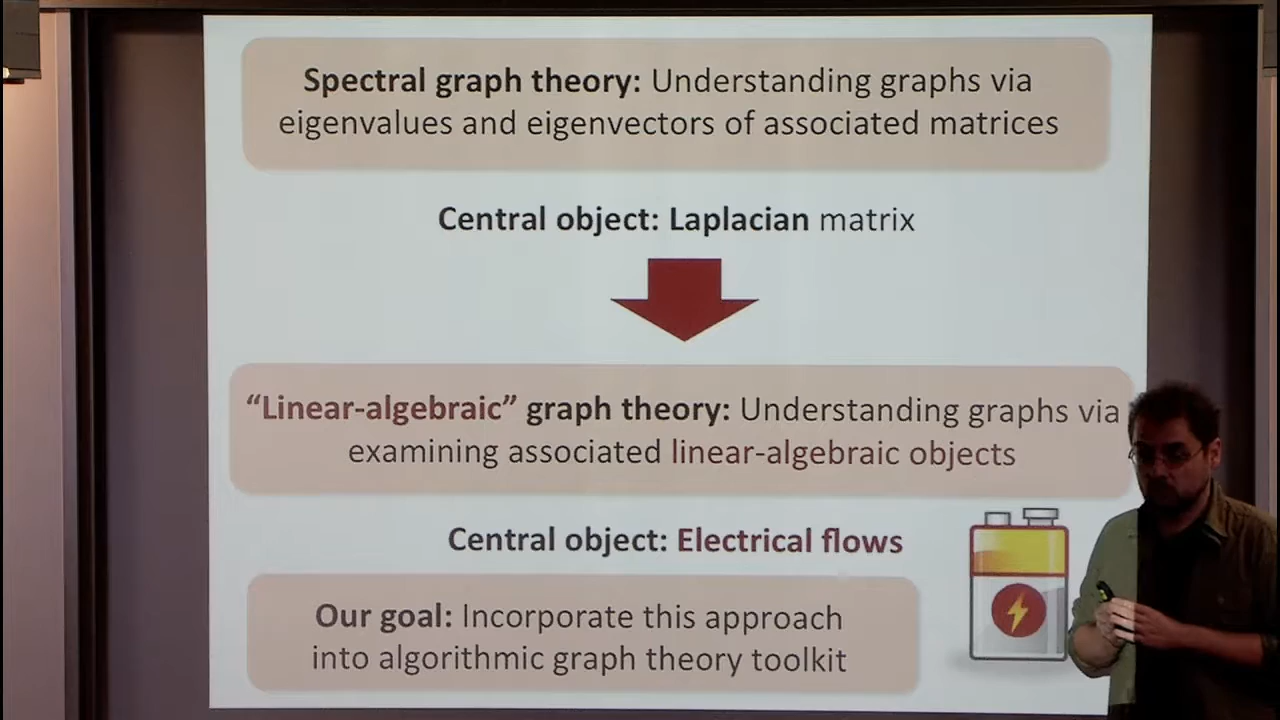 Spectral graph theory: Understanding graphs via
eigenvalues and eigenvectors of associated matrices
Central object: Laplacian matrix
“Linear-algebraic” graph theory: Understanding graphs via
examining associated linear-algebraic objects
Central object: Electrical flows
Our goal: Incorporate this approach
into algorithmic graph theory toolkit